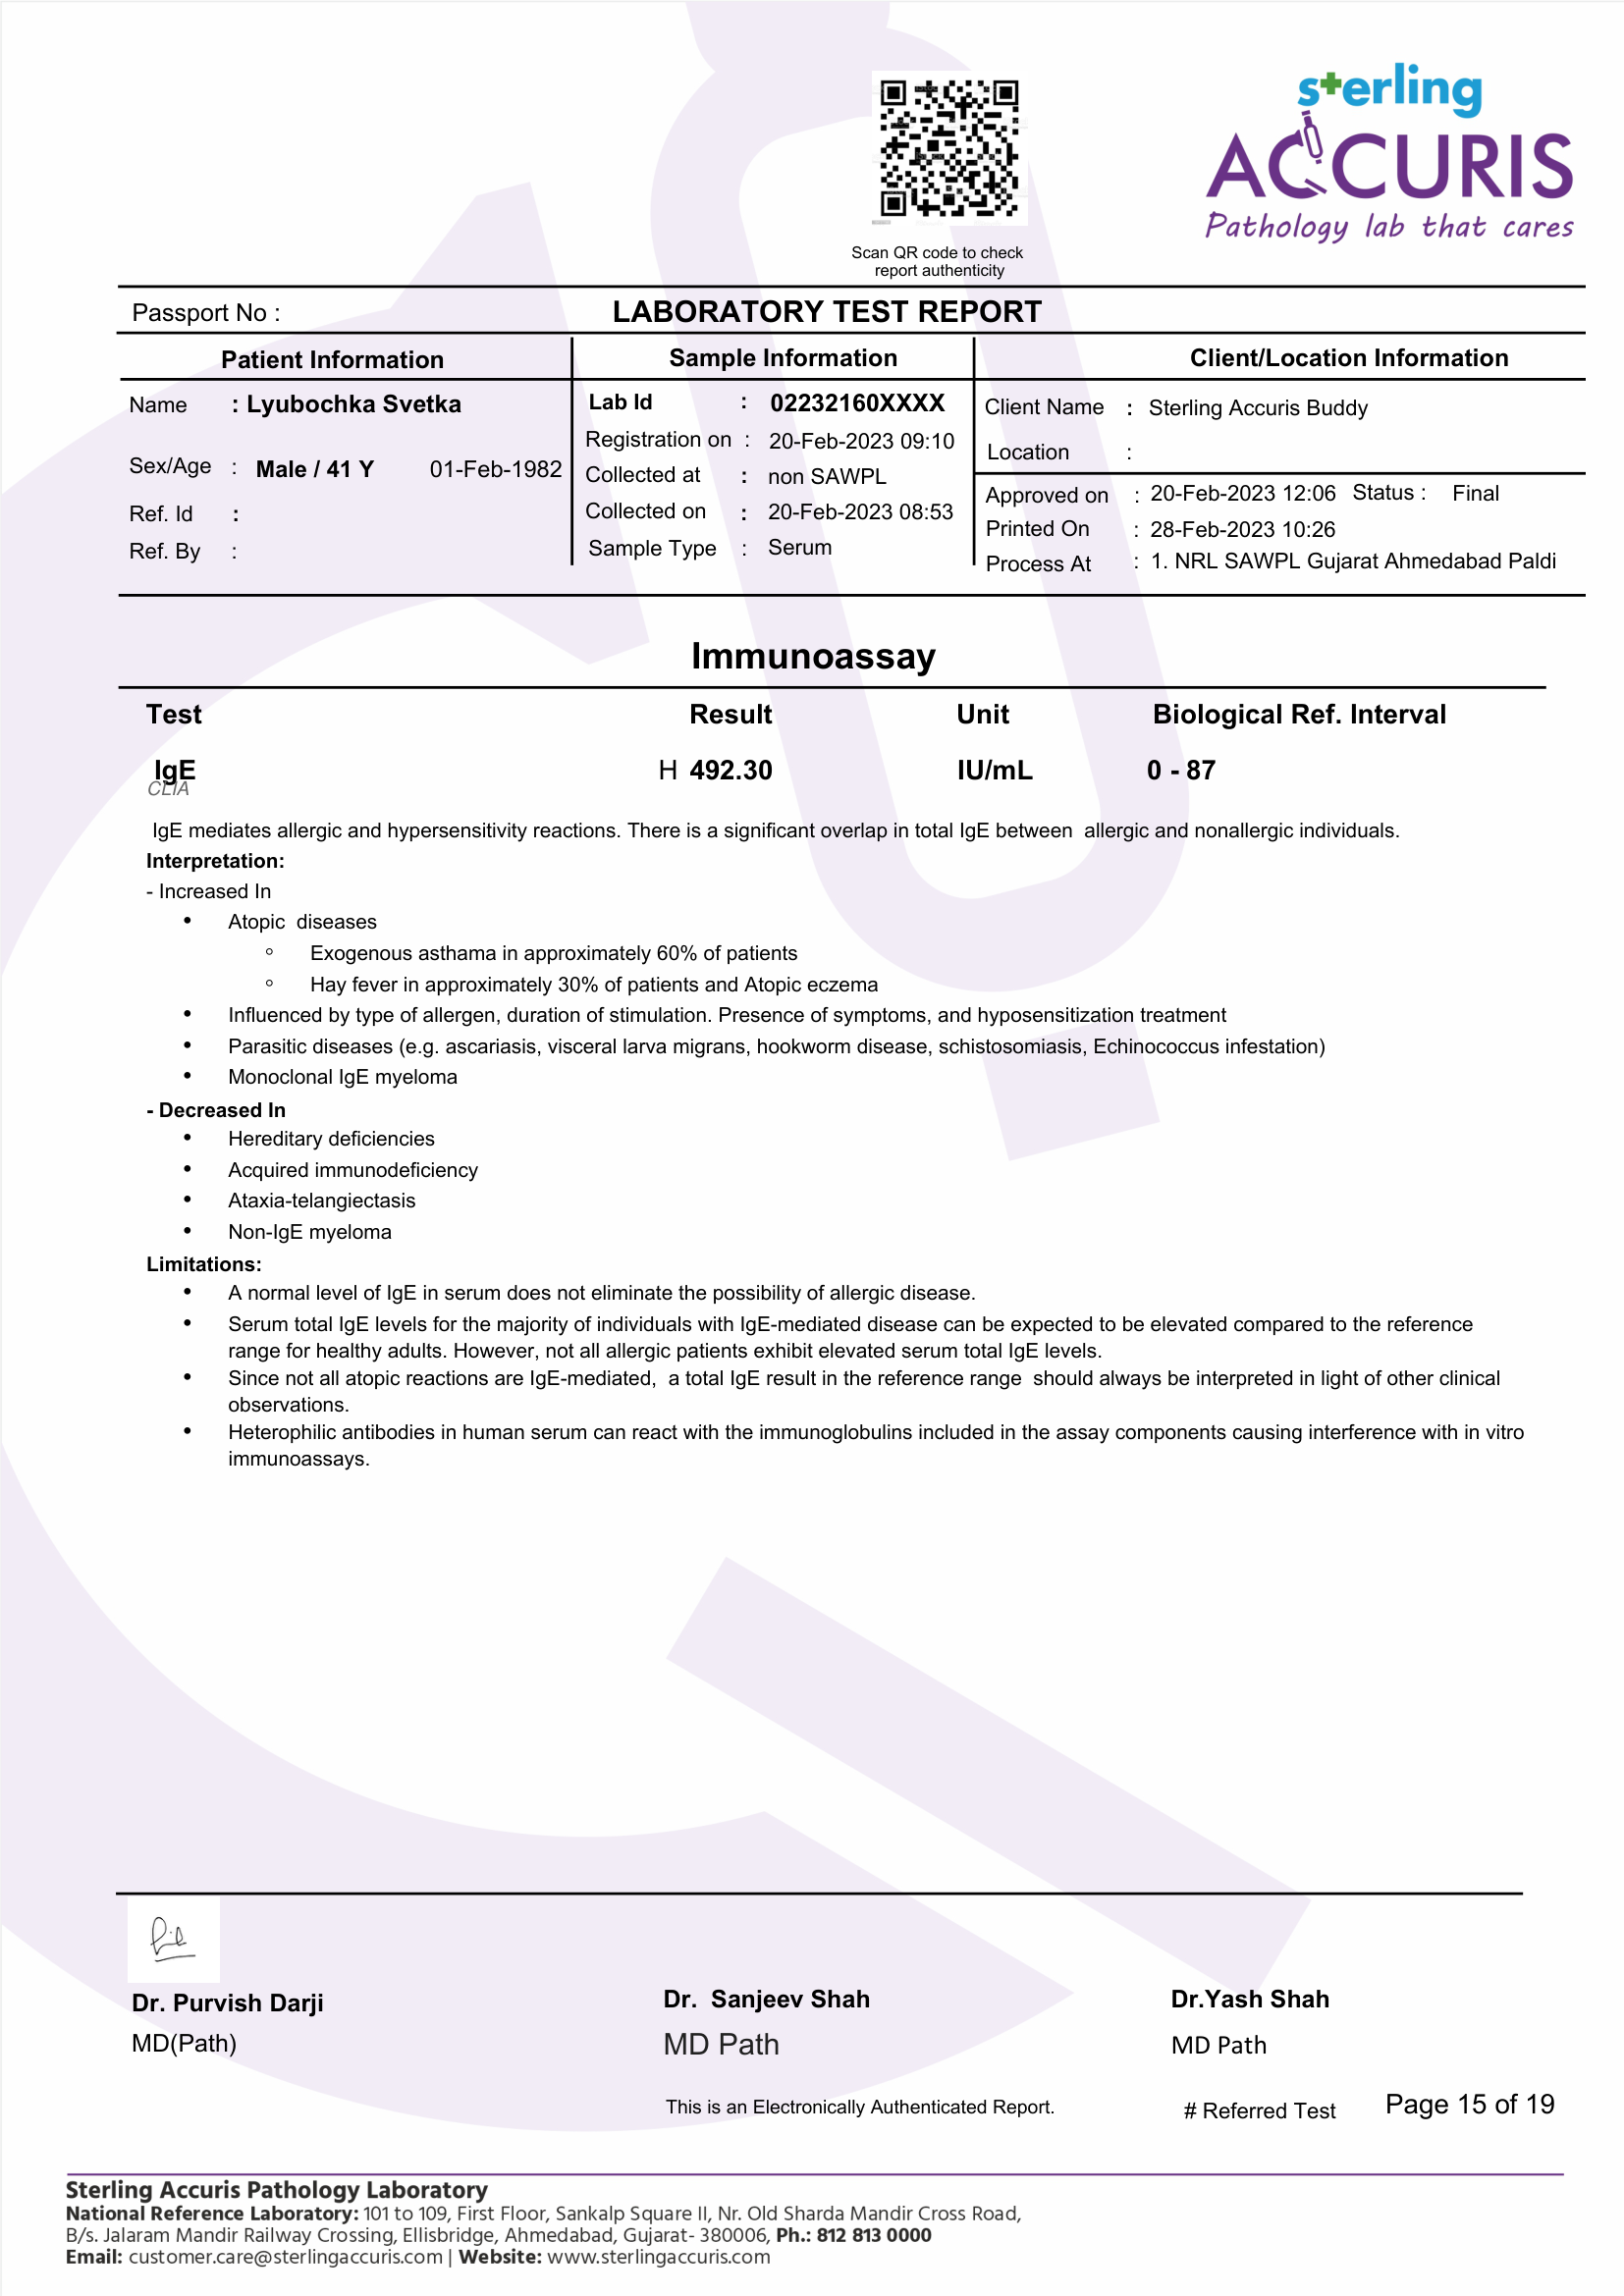 sterling
ACCURIS
Pathology lab that cares
Scan QR code to check
report authenticity
Passport No : LABORATORY TEST REPORT
Patient Information Sample Information Client/Location Information
Name : Lyubochka Svetka Lab Id : 02232160XXXX Client Name : Sterling Accuris Buddy
Registration on : 20-Feb-2023 09:10 Location :
Sex/Age : Male / 41 Y 01-Feb-1982 Collected at : non SAWPL Approved on : 20-Feb-2023 12:06 Status : Final
Ref. Id : Collected on : 20-Feb-2023 08:53 Printed On : 28-Feb-2023 10:26
Ref. By : Sample Type : Serum Process At : 1. NRL SAWPL Gujarat Ahmedabad Paldi
Immunoassay
Test Result Unit Biological Ref. Interval
IgE H 492.30 IU/mL 0 - 87
CLIA
IgE mediates allergic and hypersensitivity reactions. There is a significant overlap in total IgE between allergic and nonallergic individuals.
Interpretation:
- Increased In
• Atopic diseases
◦ Exogenous asthama in approximately 60% of patients
◦ Hay fever in approximately 30% of patients and Atopic eczema
• Influenced by type of allergen, duration of stimulation. Presence of symptoms, and hyposensitization treatment
• Parasitic diseases (e.g. ascariasis, visceral larva migrans, hookworm disease, schistosomiasis, Echinococcus infestation)
• Monoclonal IgE myeloma
- Decreased In
• Hereditary deficiencies
• Acquired immunodeficiency
• Ataxia-telangiectasis
• Non-IgE myeloma
Limitations:
• A normal level of IgE in serum does not eliminate the possibility of allergic disease.
• Serum total IgE levels for the majority of individuals with IgE-mediated disease can be expected to be elevated compared to the reference
range for healthy adults. However, not all allergic patients exhibit elevated serum total IgE levels.
• Since not all atopic reactions are IgE-mediated, a total IgE result in the reference range should always be interpreted in light of other clinical
observations.
• Heterophilic antibodies in human serum can react with the immunoglobulins included in the assay components causing interference with in vitro
immunoassays.
Dr. Purvish Darji Dr. Sanjeev Shah Dr.Yash Shah
MD(Path) MD Path MD Path
This is an Electronically Authenticated Report. # Referred Test Page 15 of 19
Sterling Accuris Pathology Laboratory
National Reference Laboratory: 101 to 109, First Floor, Sankalp Square II, Nr. Old Sharda Mandir Cross Road,
B/s. Jalaram Mandir Railway Crossing, Ellisbridge, Ahmedabad, Gujarat- 380006, Ph.: 812 813 0000
Email: customer.care@sterlingaccuris.com | Website: www.sterlingaccuris.com